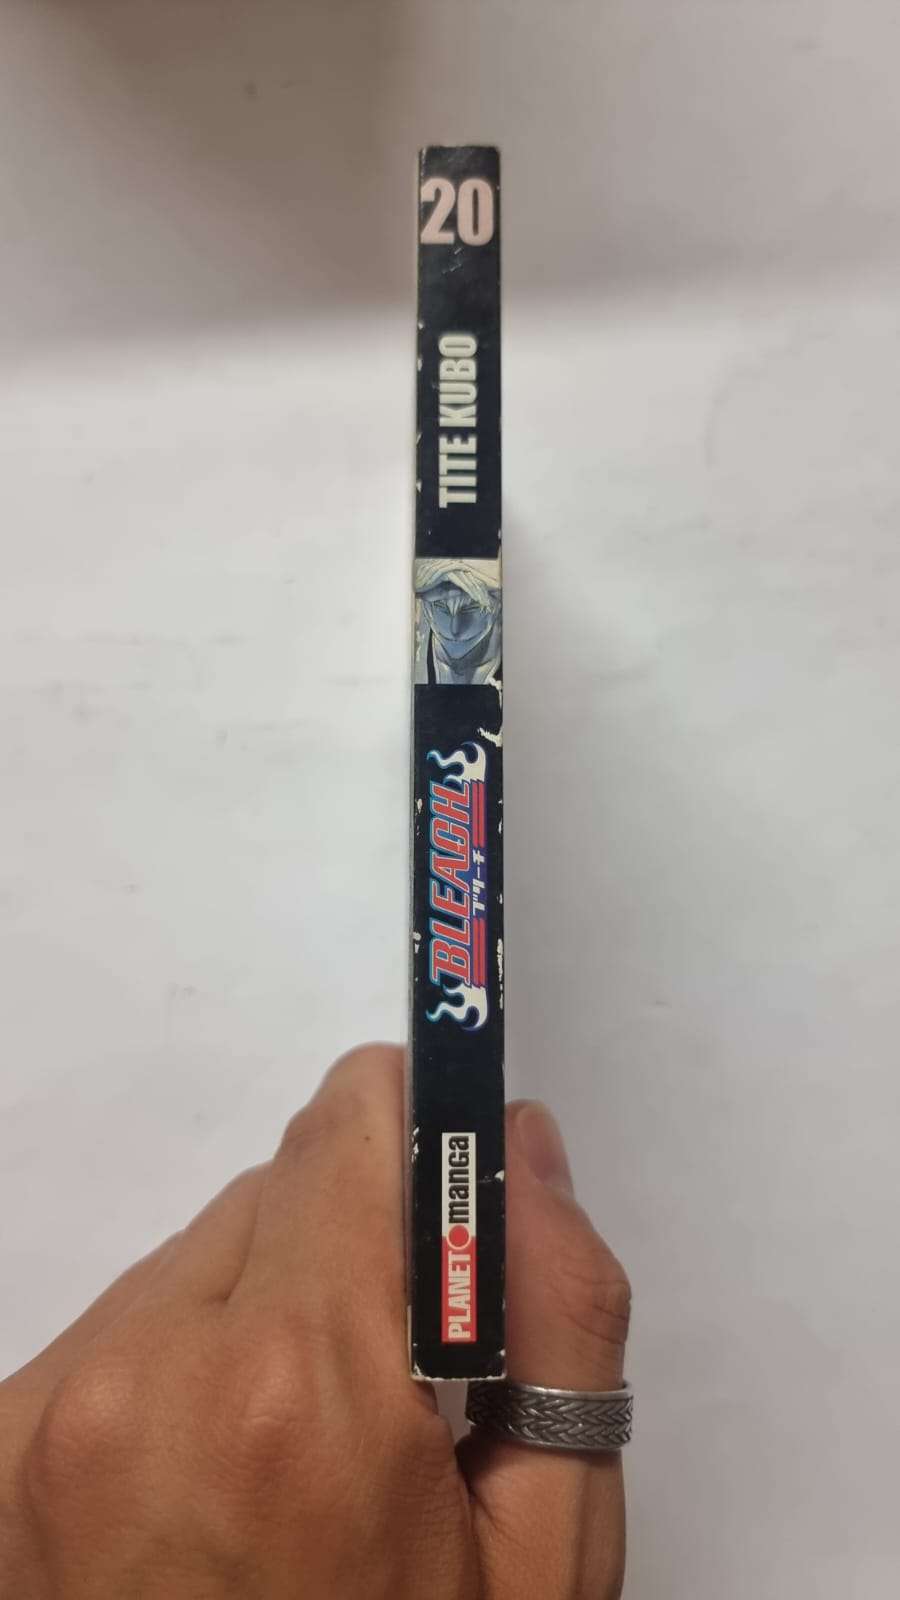 20
TITE KUBO
BLEACH
ブリーチ
PLANET manga